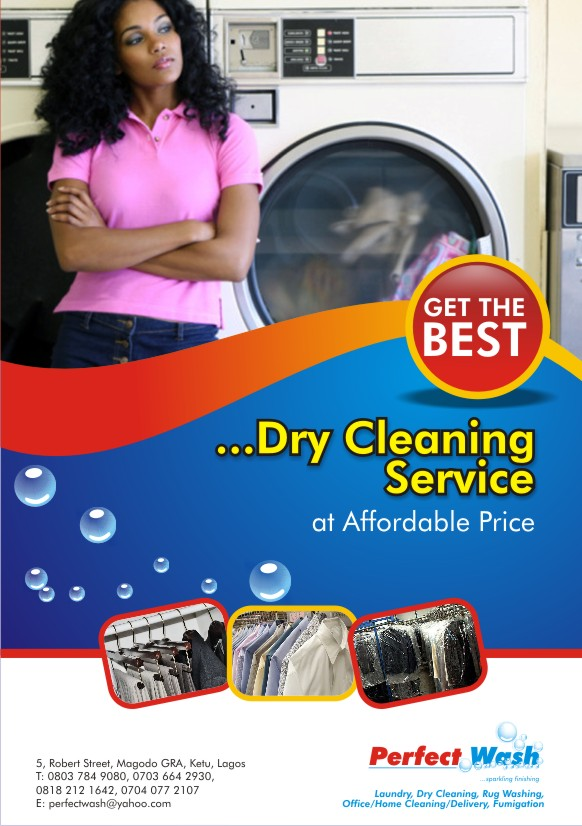 GET THE
BEST
...Dry Cleaning
Service
at Affordable Price
5, Robert Street, Magodo GRA, Ketu, Lagos
T: 0803 784 9080, 0703 664 2930,
0818 212 1642, 0704 077 2107
E: perfectwash@yahoo.com
Perfect Wash
...sparkling finishing
Laundry, Dry Cleaning, Rug Washing,
Office/Home Cleaning/Delivery, Fumigation